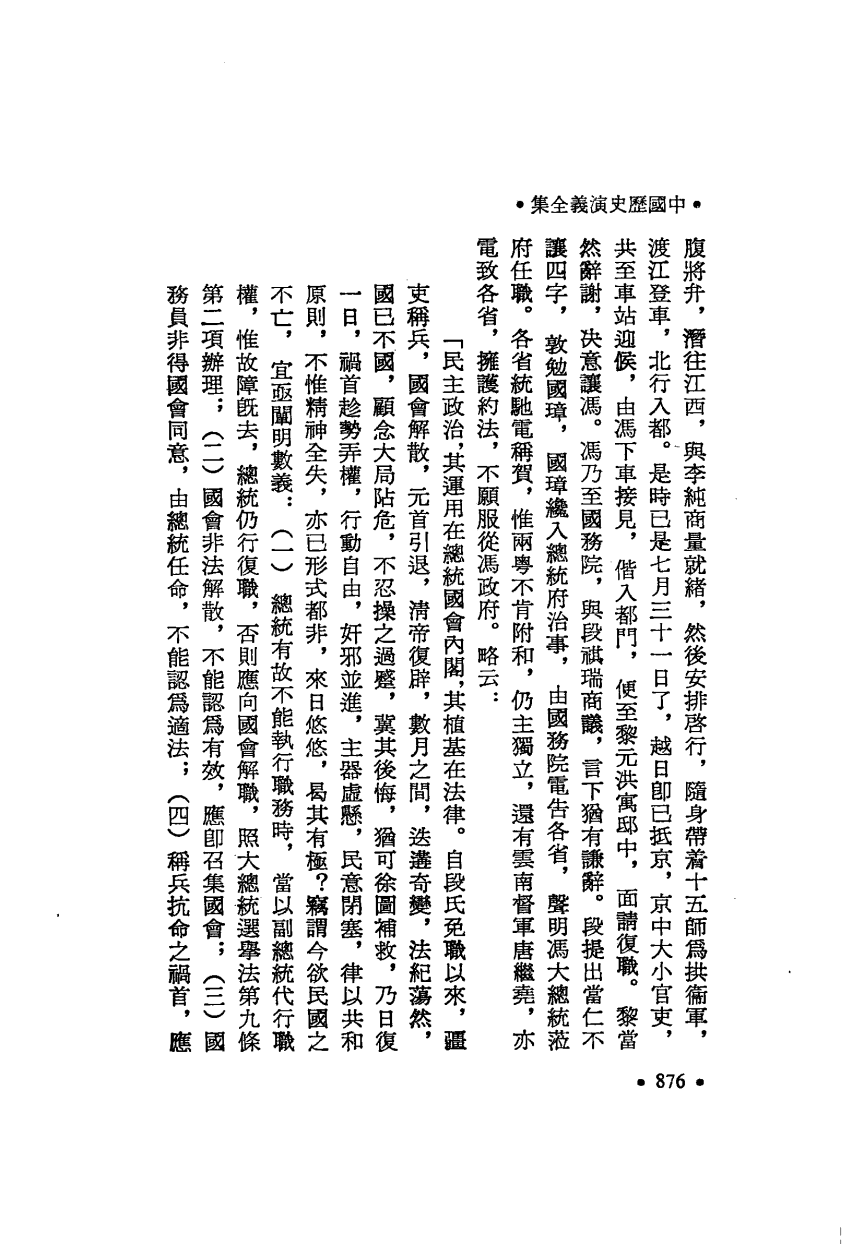 •中國歷史演義全集•
腹將弁，潛往江西，與李純商量就緒，然後安排啓行，隨身帶着十五師爲拱衞軍，
渡江登車，北行入都。是時已是七月三十一日了，越日卽已抵京，京中大小官吏，
共至車站迎候，由馮下車接見，偕入都門，便至黎元洪寓邸中，面請復職。黎當
然辭謝，決意讓馮。馮乃至國務院，與段祺瑞商議，言下猶有謙辭。段提出當仁不
讓四字，敦勉國璋，國璋纔入總統府治事，由國務院電告各省，聲明馮大總統蒞
府任職。各省統馳電稱賀，惟兩粵不肯附和，仍主獨立，還有雲南督軍唐繼堯，亦
電致各省，擁護約法，不願服從馮政府。略云：
「民主政治，其運用在總統國會內閣，其植基在法律。自段氏免職以來，疆
吏稱兵，國會解散，元首引退，清帝復辟，數月之間，迭遘奇變，法紀蕩然，
國已不國，顧念大局阽危，不忍操之過蹙，冀其後悔，猶可徐圖補救，乃日復
一日，禍首趁勢弄權，行動自由，奸邪並進，主器虛懸，民意閉塞，律以共和
原則，不惟精神全失，亦已形式都非，來日悠悠，曷其有極？竊謂今欲民國之
不亡，宜亟闡明數義：（一）總統有故不能執行職務時，當以副總統代行職
權，惟故障旣去，總統仍行復職，否則應向國會解職，照大總統選舉法第九條
第二項辦理；（二）國會非法解散，不能認爲有效，應卽召集國會；（三）國
務員非得國會同意，由總統任命，不能認爲適法；（四）稱兵抗命之禍首，應
• 876 •